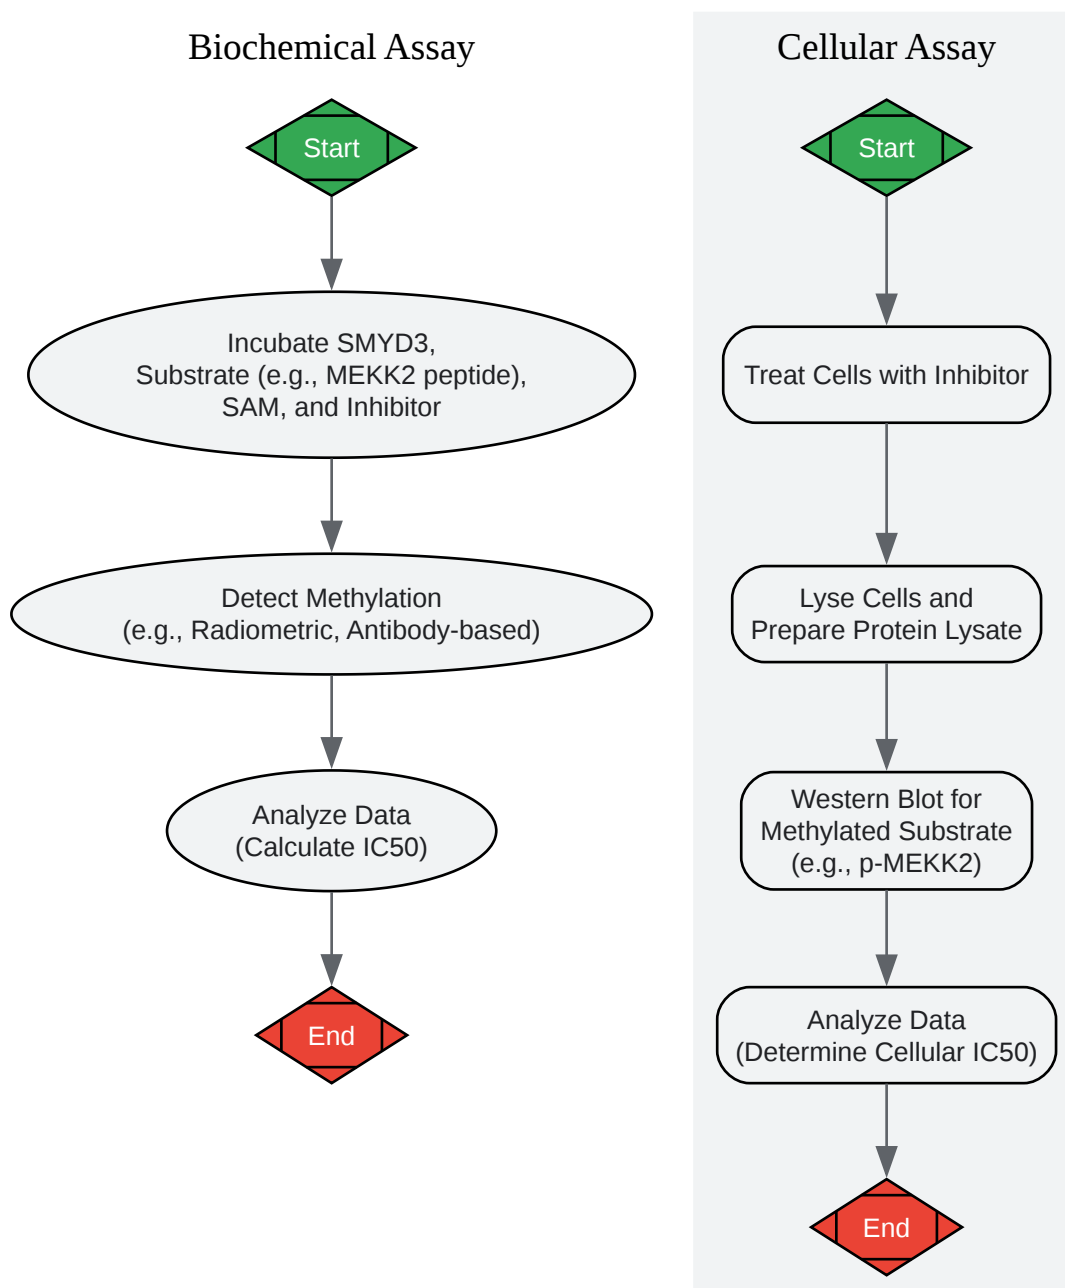 Biochemical Assay
Start
Incubate SMYD3,
Substrate (e.g., MEKK2 peptide),
SAM, and Inhibitor
Detect Methylation
(e.g., Radiometric, Antibody-based)
Analyze Data
(Calculate IC50)
End
Cellular Assay
Start
Treat Cells with Inhibitor
Lyse Cells and
Prepare Protein Lysate
Western Blot for
Methylated Substrate
(e.g., p-MEKK2)
Analyze Data
(Determine Cellular IC50)
End